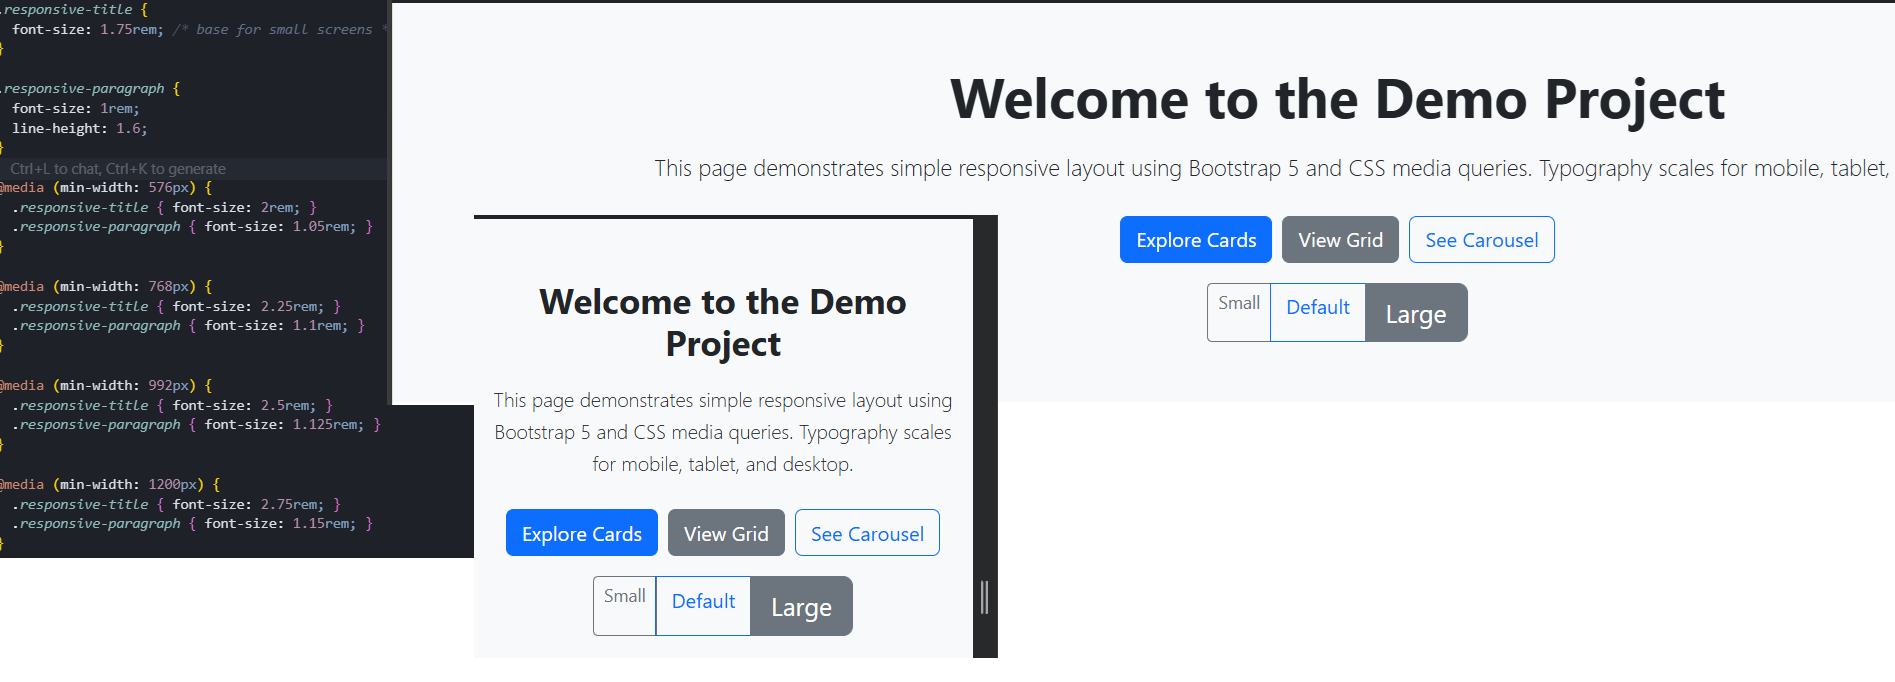 .responsive-title {
  font-size: 1.75rem; /* base for small screens *
}
.responsive-paragraph {
  font-size: 1rem;
  line-height: 1.6;
}
Ctrl+L to chat, Ctrl+K to generate
@media (min-width: 576px) {
  .responsive-title { font-size: 2rem; }
  .responsive-paragraph { font-size: 1.05rem; }
}
@media (min-width: 768px) {
  .responsive-title { font-size: 2.25rem; }
  .responsive-paragraph { font-size: 1.1rem; }
}
@media (min-width: 992px) {
  .responsive-title { font-size: 2.5rem; }
  .responsive-paragraph { font-size: 1.125rem; }
}
@media (min-width: 1200px) {
  .responsive-title { font-size: 2.75rem; }
  .responsive-paragraph { font-size: 1.15rem; }
}
Welcome to the Demo Project
This page demonstrates simple responsive layout using Bootstrap 5 and CSS media queries. Typography scales for mobile, tablet,
Explore Cards View Grid See Carousel
Small Default Large
Welcome to the Demo
Project
This page demonstrates simple responsive layout using
Bootstrap 5 and CSS media queries. Typography scales
for mobile, tablet, and desktop.
Explore Cards View Grid See Carousel
Small Default Large